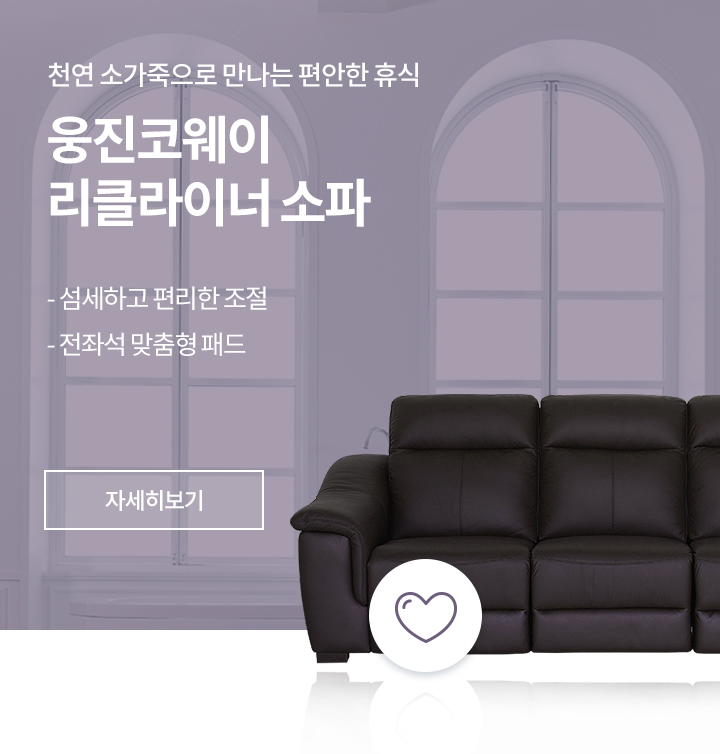 천연 소가죽으로 만나는 편안한 휴식
웅진코웨이
리클라이너 소파
- 섬세하고 편리한 조절
- 전좌석 맞춤형 패드
자세히보기